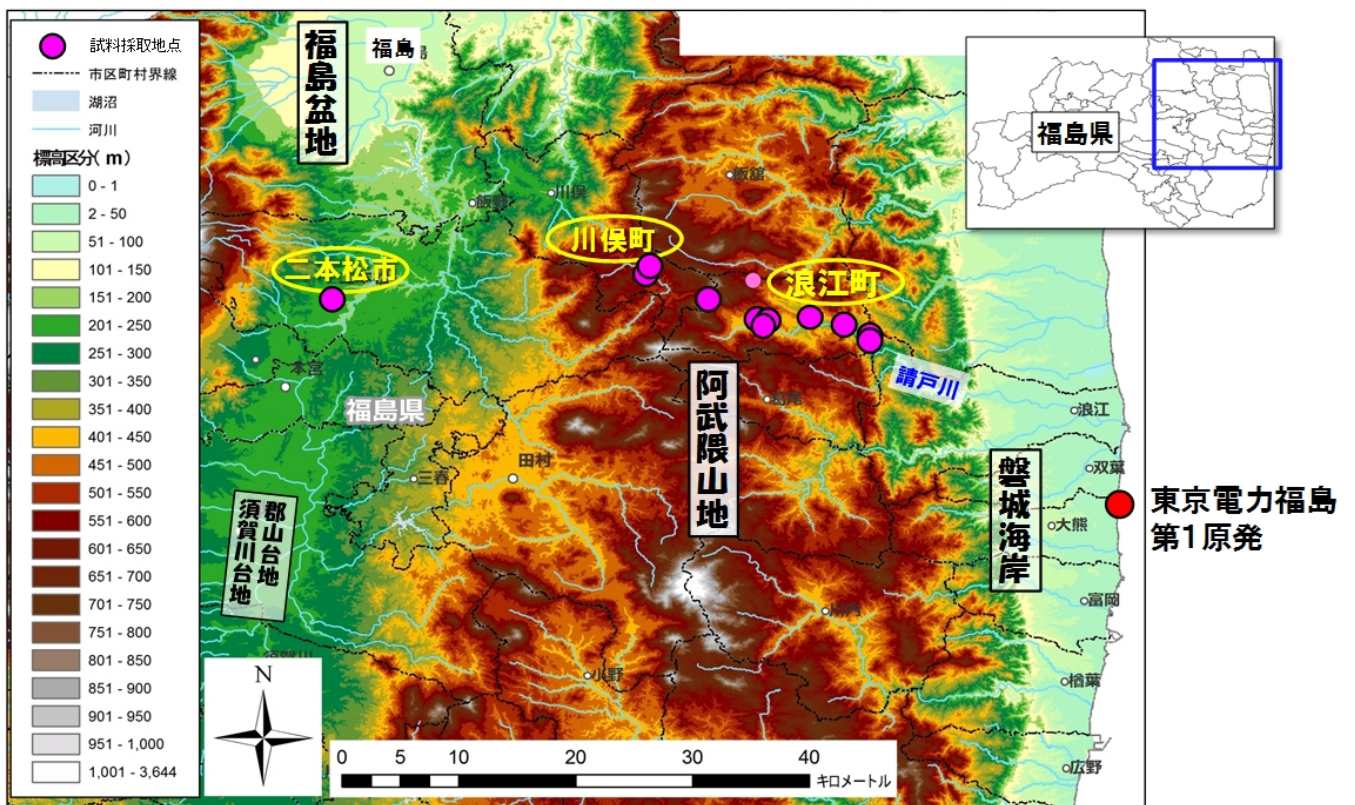 試料採取地点
市区町村界線
湖沼
河川
標高区分( m )
0 - 1
2 - 50
51 - 100
101 - 150
151 - 200
201 - 250
251 - 300
301 - 350
351 - 400
401 - 450
451 - 500
501 - 550
551 - 600
601 - 650
651 - 700
701 - 750
751 - 800
801 - 850
851 - 900
901 - 950
951 - 1,000
1,001 - 3,644
福島盆地
福島
福島県
飯舘
川俣
飯野
川俣町
二本松市
浪江町
本宮
福島県
請戸川
阿武隈山地
葛尾
浪江
双葉
田村
三春
磐城海岸
大熊
東京電力福島
第1原発
郡山台地
須賀川台地
富岡
川内
小野
楢葉
広野
N
0 5 10 20 30 40
キロメートル